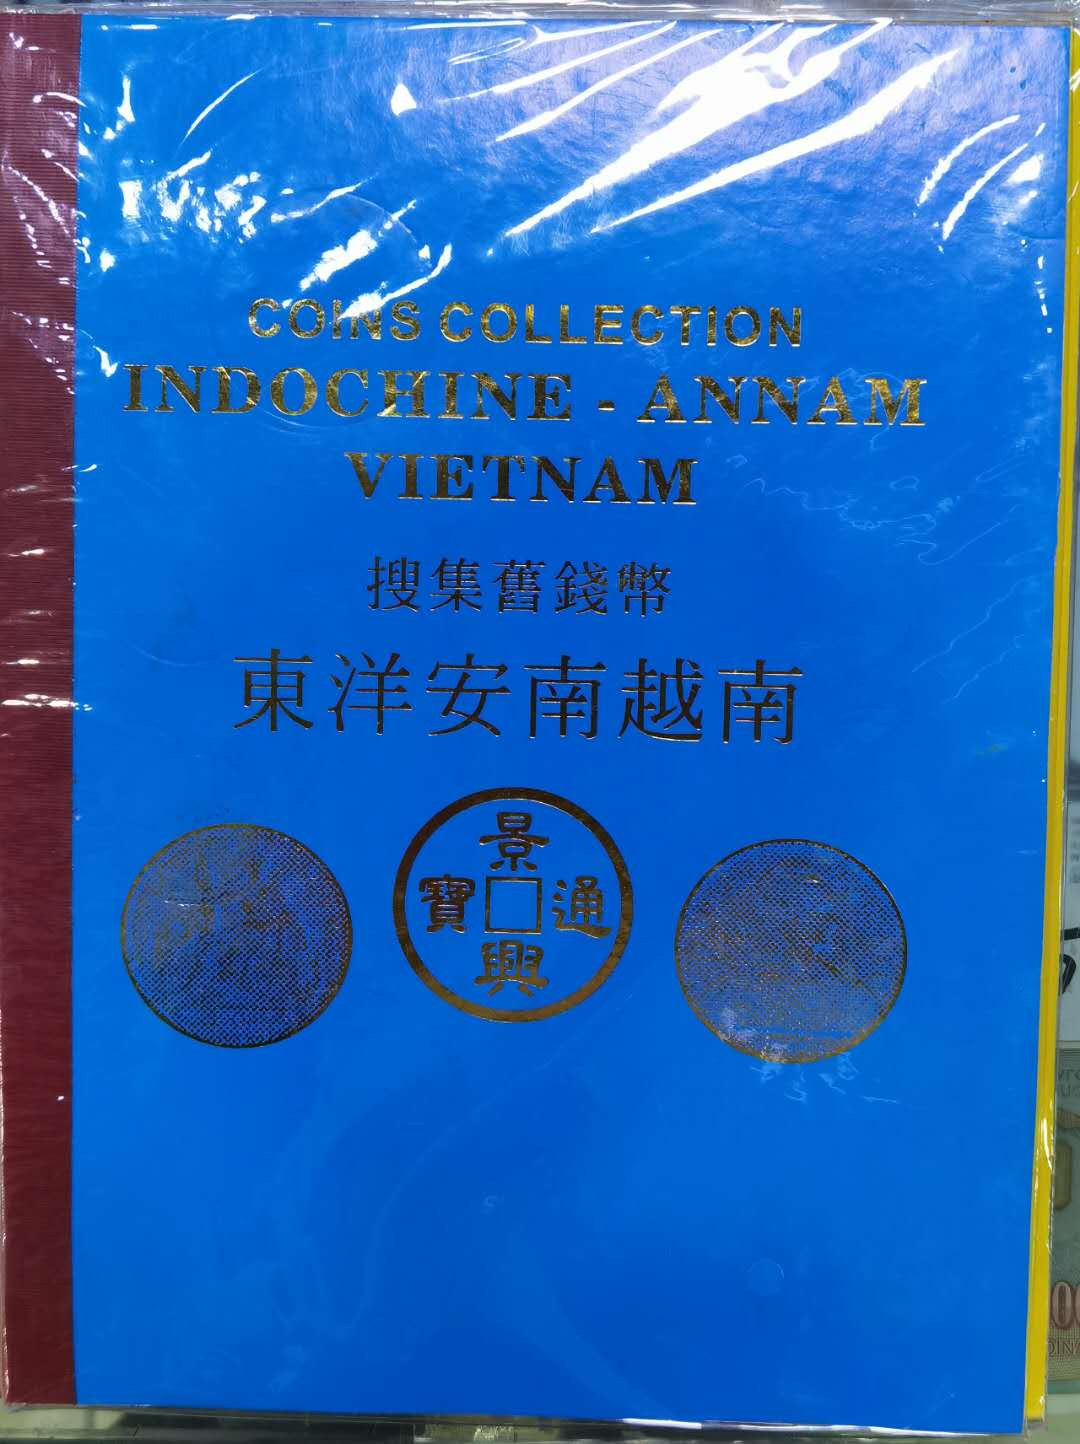 COINS COLLECTION
INDOCHINE - ANNAM
VIETNAM
搜集舊錢幣
東洋安南越南
景
寶 通
興